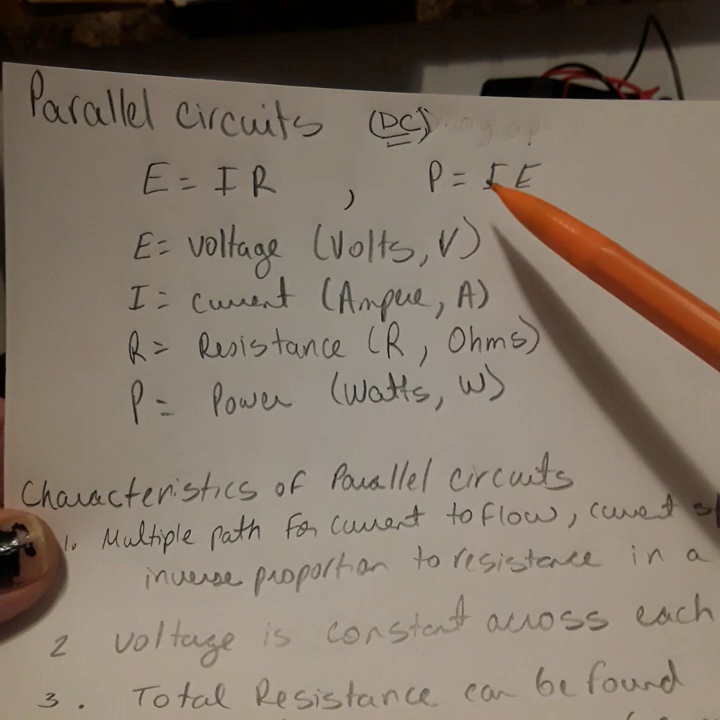 Parallel circuits (DC)
E = I R , P = I E
E = voltage (Volts, V)
I = current (Ampere, A)
R = Resistance (R, Ohms)
P = Power (Watts, W)
Characteristics of Parallel circuits
1. Multiple path for current to flow, current
inverse proportion to resistance in a
2 voltage is constant across each
3. Total Resistance can be found